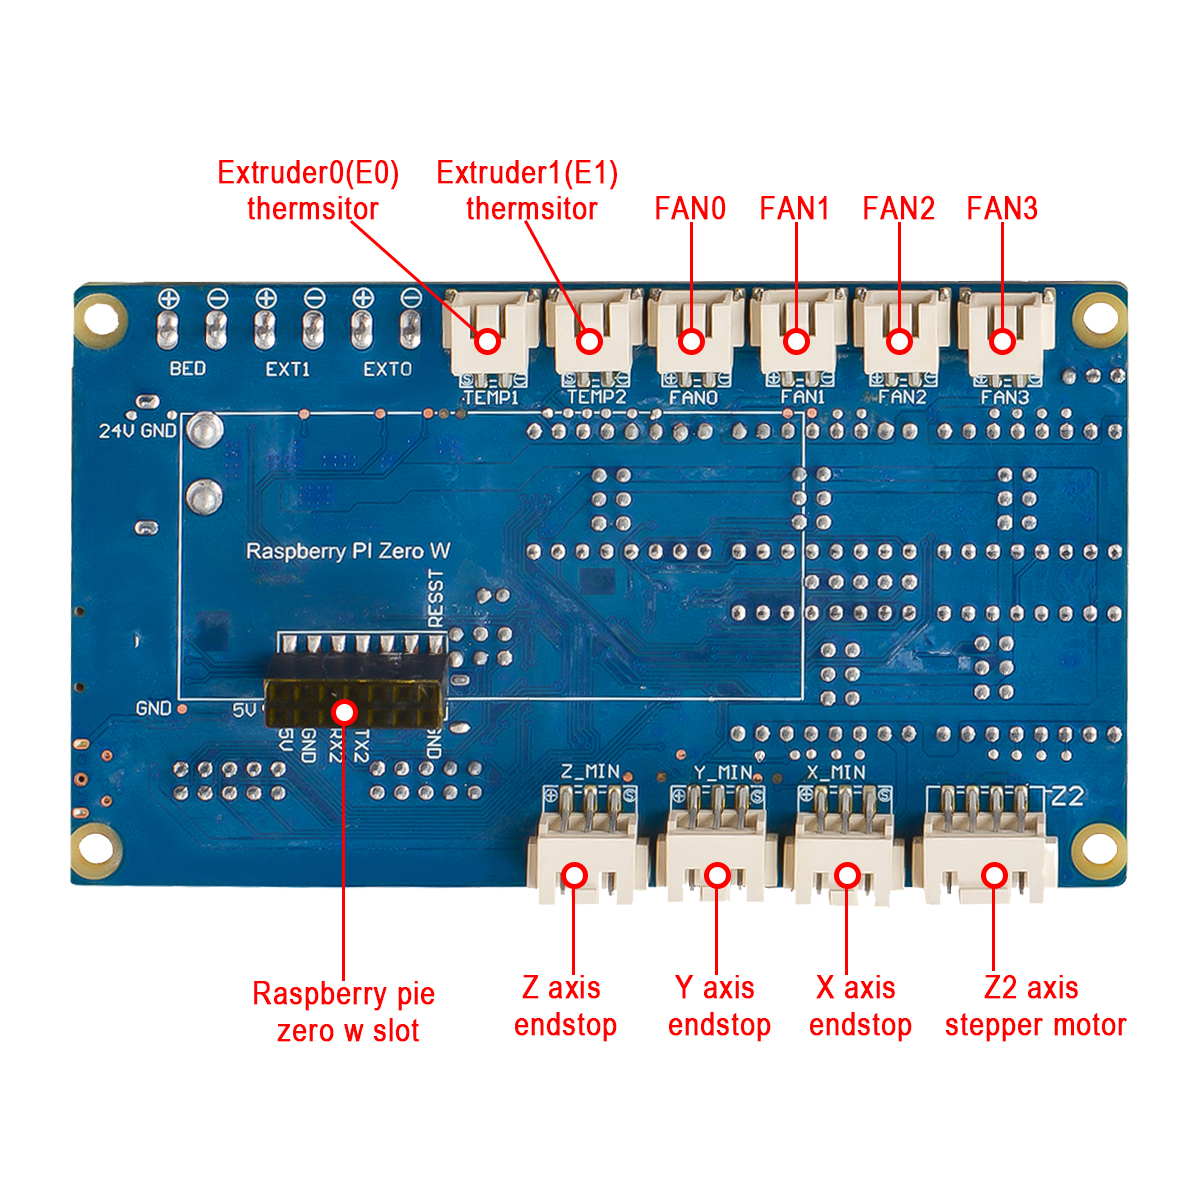 Extruder0(E0)
thermsitor
Extruder1(E1)
thermsitor
FAN0
FAN1
FAN2
FAN3
BED
EXT1
EXT0
TEMP1
TEMP2
FAN0
FAN1
FAN2
FAN3
24V GND
Raspberry PI Zero W
RESST
GND
5V
5V
GND
RX2
TX2
GND
Z_MIN
Y_MIN
X_MIN
S
S
S
Z2
Raspberry pie
zero w slot
Z axis
endstop
Y axis
endstop
X axis
endstop
Z2 axis
stepper motor